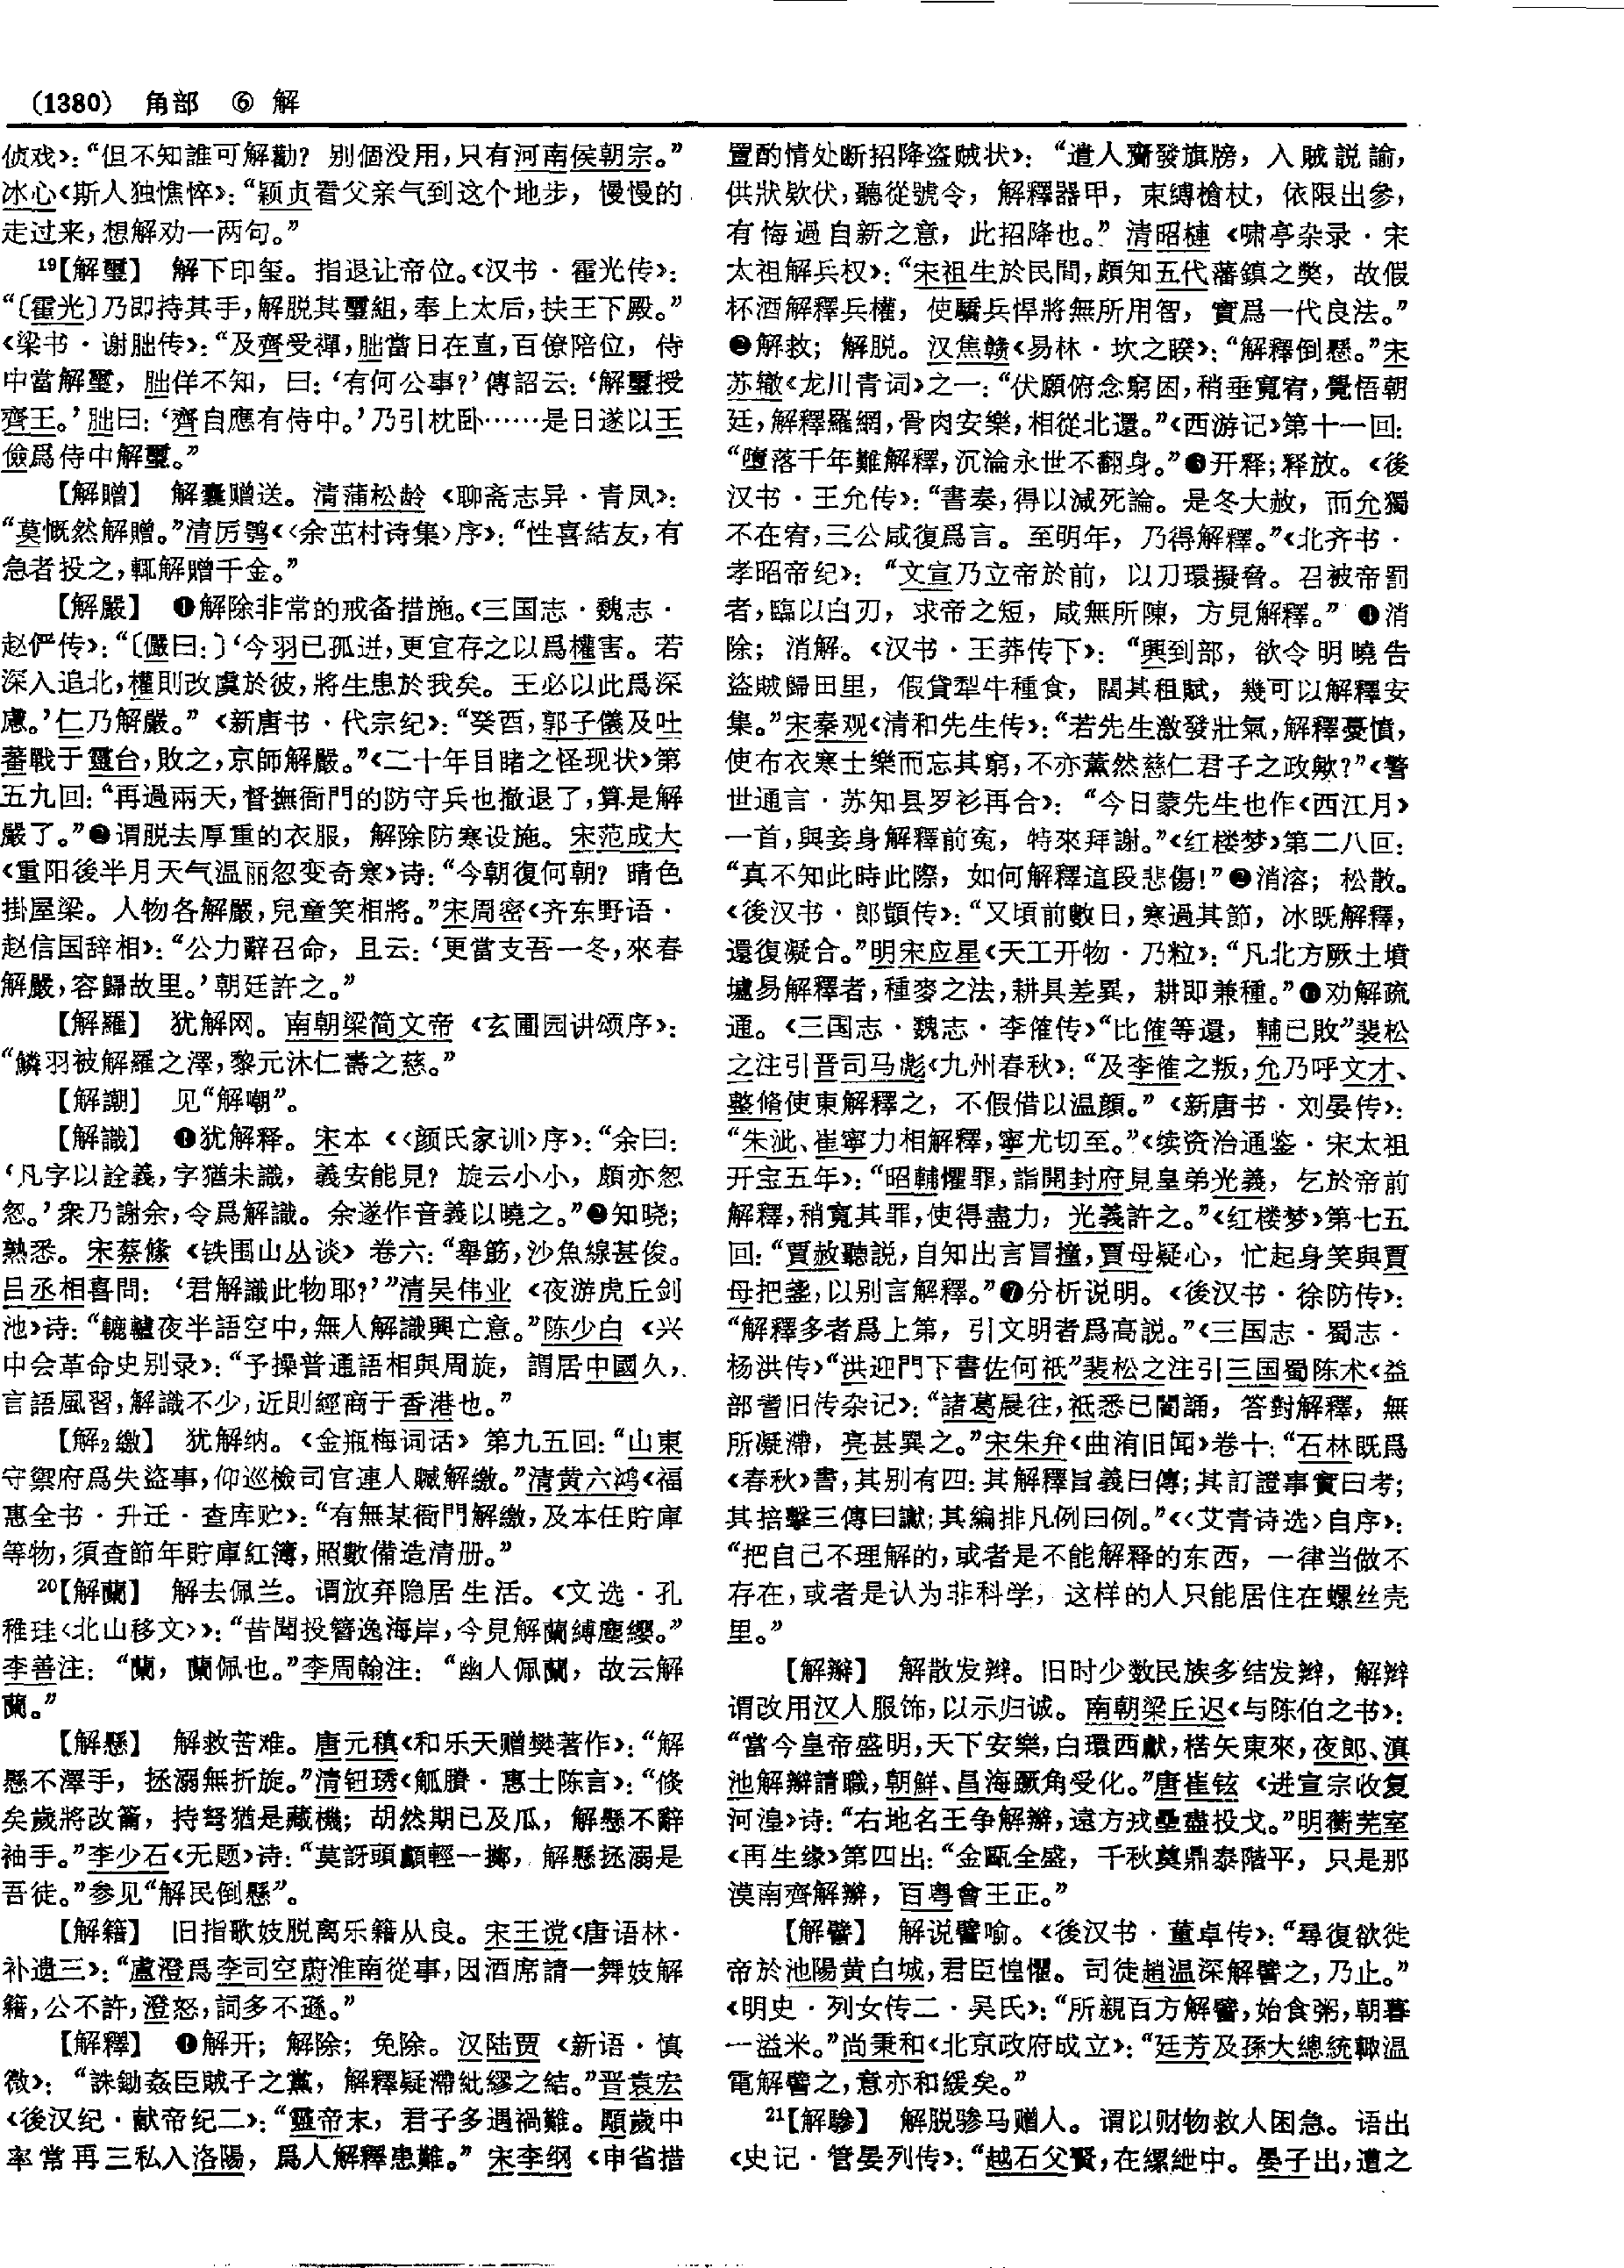 (1380) 角部 ⑥ 解
侦戏》：“但不知誰可解勸？别個没用，只有河南侯朝宗。”
冰心《斯人独憔悴》：“颖贞看父亲气到这个地步，慢慢的
走过来，想解劝一两句。”
19【解璽】 解下印玺。指退让帝位。《汉书·霍光传》：
“〔霍光〕乃即持其手，解脱其璽組，奉上太后，扶王下殿。”
《梁书·谢朏传》：“及齊受禪，朏當日在直，百僚陪位，侍
中當解璽，朏佯不知，曰：‘有何公事？’傳詔云：‘解璽授
齊王。’朏曰：‘齊自應有侍中。’乃引枕卧……是日遂以王
儉爲侍中解璽。”
【解贈】 解囊赠送。清蒲松龄《聊斋志异·青凤》：
“莫慨然解贈。”清厉鹗《〈余茁村诗集〉序》：“性喜結友，有
急者投之，輒解贈千金。”
【解嚴】 ❶解除非常的戒备措施。《三国志·魏志·
赵俨传》：“〔儼曰：〕‘今羽已孤迸，更宜存之以爲權害。若
深入追北，權則改虞於彼，將生患於我矣。王必以此爲深
慮。’仁乃解嚴。”《新唐书·代宗纪》：“癸酉，郭子儀及吐
蕃戰于靈台，敗之，京師解嚴。”《二十年目睹之怪现状》第
五九回：“再過兩天，督撫衙門的防守兵也撤退了，算是解
嚴了。”❷谓脱去厚重的衣服，解除防寒设施。宋范成大
《重阳後半月天气温丽忽变奇寒》诗：“今朝復何朝？晴色
掛屋梁。人物各解嚴，兒童笑相將。”宋周密《齐东野语·
赵信国辞相》：“公力辭召命，且云：‘更當支吾一冬，來春
解嚴，容歸故里。’朝廷許之。”
【解羅】 犹解网。南朝梁简文帝《玄圃园讲颂序》：
“鱗羽被解羅之澤，黎元沐仁壽之慈。”
【解譋】 见“解嘲”。
【解識】 ❶犹解释。宋本《〈颜氏家训〉序》：“余曰：
‘凡字以詮義，字猶未識，義安能見？旋云小小，頗亦怱
怱。’衆乃謝余，令爲解識。余遂作音義以曉之。”❷知晓；
熟悉。宋蔡絛《铁围山丛谈》卷六：“舉筯，沙魚線甚俊。
吕丞相喜問：‘君解識此物耶？’”清吴伟业《夜游虎丘剑
池》诗：“轆轤夜半語空中，無人解識興亡意。”陈少白《兴
中会革命史别录》：“予操普通語相與周旋，謂居中國久，
言語風習，解識不少，近則經商于香港也。”
【解₂缴】 犹解纳。《金瓶梅词话》第九五回：“山東
守禦府爲失盜事，仰巡檢司官連人贓解缴。”清黄六鸿《福
惠全书·升迁·查库贮》：“有無某衙門解缴，及本任貯庫
等物，須查節年貯庫紅簿，照數備造清册。”
20【解蘭】 解去佩兰。谓放弃隐居生活。《文选·孔
稚珪〈北山移文〉》：“昔聞投簪逸海岸，今見解蘭縛塵纓。”
李善注：“蘭，蘭佩也。”李周翰注：“幽人佩蘭，故云解
蘭。”
【解懸】 解救苦难。唐元稹《和乐天赠樊著作》：“解
懸不澤手，拯溺無折旋。”清钮琇《觚賸·惠士陈言》：“倐
矣歲將改籥，持弩猶是藏機；胡然期已及瓜，解懸不辭
袖手。”李少石《无题》诗：“莫訝頭顱輕一擲，解懸拯溺是
吾徒。”参见“解民倒懸”。
【解籍】 旧指歌妓脱离乐籍从良。宋王谠《唐语林·
补遗三》：“盧澄爲李司空蔚淮南從事，因酒席請一舞妓解
籍，公不許，澄怒，詞多不遜。”
【解釋】 ❶解开；解除；免除。汉陆贾《新语·慎
微》：“誅鋤姦臣賊子之黨，解釋疑滯紕繆之结。”晋袁宏
《後汉纪·献帝纪二》：“靈帝末，君子多遇禍難。顒歲中
率常再三私入洛陽，爲人解釋患難。”宋李纲《申省措
置酌情处断招降盗贼状》：“遣人齎發旗牓，入賊説諭，
供狀欵伏，聽從號令，解釋器甲，束縛槍杖，依限出參，
有悔過自新之意，此招降也。”清昭槤《啸亭杂录·宋
太祖解兵权》：“宋祖生於民間，頗知五代藩鎮之獘，故假
杯酒解釋兵權，使驕兵悍將無所用智，實爲一代良法。”
❷解救；解脱。汉焦赣《易林·坎之睽》：“解釋倒懸。”宋
苏辙《龙川青词》之一：“伏願俯念窮困，稍垂寬宥，覺悟朝
廷，解釋羅網，骨肉安樂，相從北還。”《西游记》第十一回：
“墮落千年難解釋，沉淪永世不翻身。”❸开释；释放。《後
汉书·王允传》：“書奏，得以減死論。是冬大赦，而允獨
不在宥，三公咸復爲言。至明年，乃得解釋。”《北齐书·
孝昭帝纪》：“文宣乃立帝於前，以刀環擬脅。召被帝罰
者，臨以白刃，求帝之短，咸無所陳，方見解釋。”❹消
除；消解。《汉书·王莽传下》：“興到部，欲令明曉告
盜賊歸田里，假貸犁牛種食，闊其租賦，幾可以解釋安
集。”宋秦观《清和先生传》：“若先生激發壯氣，解釋憂憤，
使布衣寒士樂而忘其窮，不亦薰然慈仁君子之政歟？”《警
世通言·苏知县罗衫再合》：“今日蒙先生也作《西江月》
一首，與妾身解釋前寃，特來拜謝。”《红楼梦》第二八回：
“真不知此時此際，如何解釋這段悲傷！”❺消溶；松散。
《後汉书·郎顗传》：“又頃前數日，寒過其節，冰既解釋，
還復凝合。”明宋应星《天工开物·乃粒》：“凡北方厥土墳
壚易解釋者，種麥之法，耕具差異，耕即兼種。”❻劝解疏
通。《三国志·魏志·李傕传》“比傕等還，輔已敗”裴松
之注引晋司马彪《九州春秋》：“及李傕之叛，允乃呼文才、
整脩使東解釋之，不假借以温顔。”《新唐书·刘晏传》：
“朱泚、崔寧力相解釋，寧尤切至。”《续资治通鉴·宋太祖
开宝五年》：“昭輔懼罪，詣開封府見皇弟光義，乞於帝前
解釋，稍寬其罪，使得盡力，光義許之。”《红楼梦》第七五
回：“賈赦聽説，自知出言冒撞，賈母疑心，忙起身笑與賈
母把盞，以别言解釋。”❼分析说明。《後汉书·徐防传》：
“解釋多者爲上第，引文明者爲高説。”《三国志·蜀志·
杨洪传》“洪迎門下書佐何祇”裴松之注引三国蜀陈术《益
部耆旧传杂记》：“諸葛晨往，祗悉已闇誦，答對解釋，無
所凝滯，亮甚異之。”宋朱弁《曲洧旧闻》卷十：“石林既爲
《春秋》書，其别有四：其解釋旨義曰傳；其訂證事實曰考；
其掊擊三傳曰讞；其編排凡例曰例。”《〈艾青诗选〉自序》：
“把自己不理解的，或者是不能解释的东西，一律当做不
存在，或者是认为非科学，这样的人只能居住在螺丝壳
里。”
【解辮】 解散发辫。旧时少数民族多结发辫，解辫
谓改用汉人服饰，以示归诚。南朝梁丘迟《与陈伯之书》：
“當今皇帝盛明，天下安樂，白環西獻，楛矢東來，夜郎、滇
池解辮請職，朝鮮、昌海蹶角受化。”唐崔铉《进宣宗收复
河湟》诗：“右地名王争解辮，遠方戎壘盡投戈。”明蘅芜室
《再生缘》第四出：“金甌全盛，千秋奠鼎泰階平，只是那
漠南齊解辮，百粤會王正。”
【解譬】 解说譬喻。《後汉书·董卓传》：“尋復欲徙
帝於池陽黄白城，君臣惶懼。司徒趙温深解譬之，乃止。”
《明史·列女传二·吴氏》：“所親百方解譬，始食粥，朝暮
一溢米。”尚秉和《北京政府成立》：“廷芳及孫大總統輙温
電解譬之，意亦和緩矣。”
21【解驂】 解脱骖马赠人。谓以财物救人困急。语出
《史记·管晏列传》：“越石父賢，在縲紲中。晏子出，遭之